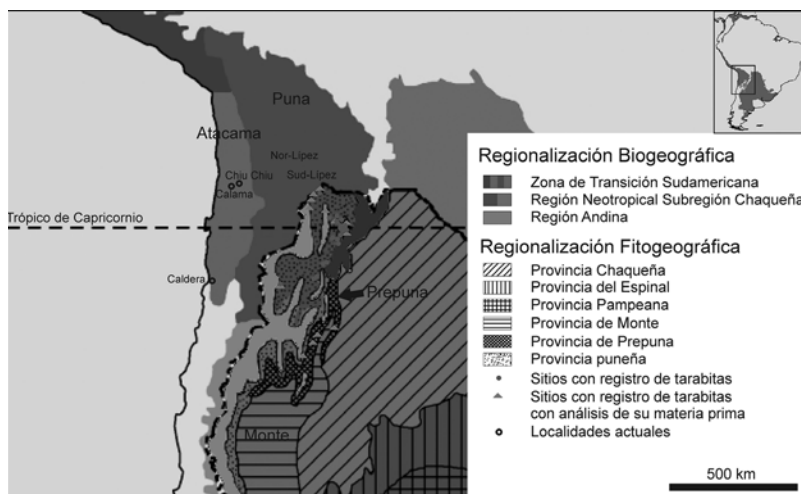 Puna
Atacama
Nor-Lípez
Chiu Chiu
Sud-Lípez
Calama
Trópico de Capricornio
Caldera
Prepuna
Monte
Regionalización Biogeográfica
Zona de Transición Sudamericana
Región Neotropical Subregión Chaqueña
Región Andina
Regionalización Fitogeográfica
Provincia Chaqueña
Provincia del Espinal
Provincia Pampeana
Provincia de Monte
Provincia de Prepuna
Provincia puneña
Sitios con registro de tarabitas
Sitios con registro de tarabitas
con análisis de su materia prima
Localidades actuales
500 km